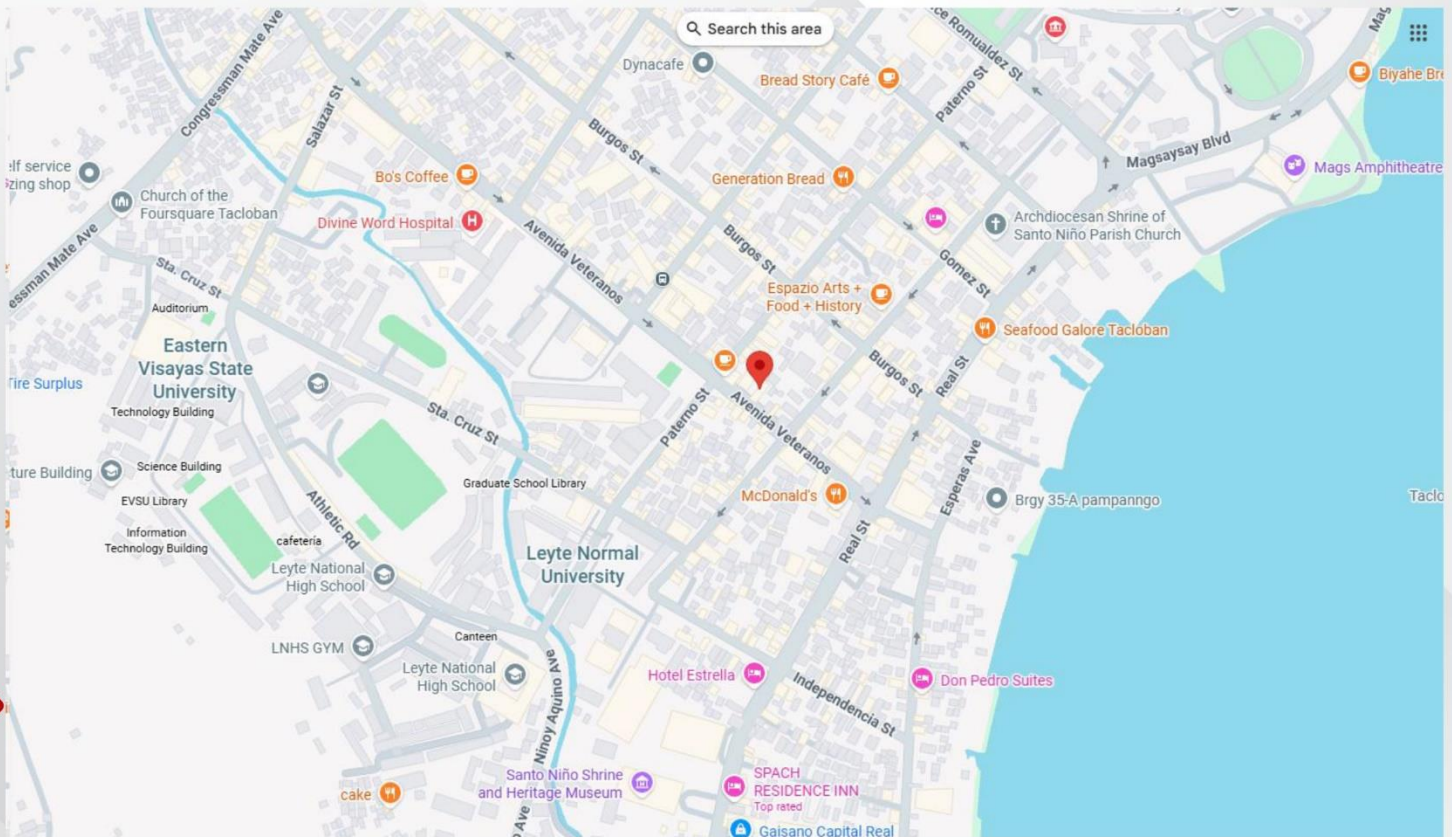 Search this area
Congressman Mate Ave
Salazar St
Dynacafe
Bread Story Café
ce Romualdez St
Paterno St
Mag
Biyahe Bre
Burgos St
Magsaysay Blvd
Mags Amphitheatre
elf service
zing shop
Church of the
Foursquare Tacloban
Bo's Coffee
Divine Word Hospital
Generation Bread
Archdiocesan Shrine of
Santo Niño Parish Church
essman Mate Ave
Sta. Cruz St
Avenida Veteranos
Burgos St
Gomez St
Espazio Arts +
Food + History
Auditorium
Seafood Galore Tacloban
Eastern
Visayas State
University
Tire Surplus
Technology Building
Burgos St
Real St
Paterno St
Avenida Veteranos
Sta. Cruz St
ture Building
Science Building
EVSU Library
Graduate School Library
McDonald's
Esperas Ave
Brgy 35-A pampanngo
Taclo
Information
Technology Building
Athletic Rd
cafeteria
Leyte National
High School
Leyte Normal
University
Real St
Canteen
LNHS GYM
Leyte National
High School
Ninoy Aquino Ave
Hotel Estrella
Independencia St
Don Pedro Suites
Santo Niño Shrine
and Heritage Museum
cake
SPACH
RESIDENCE INN
Top rated
o Ave
Gaisano Capital Real